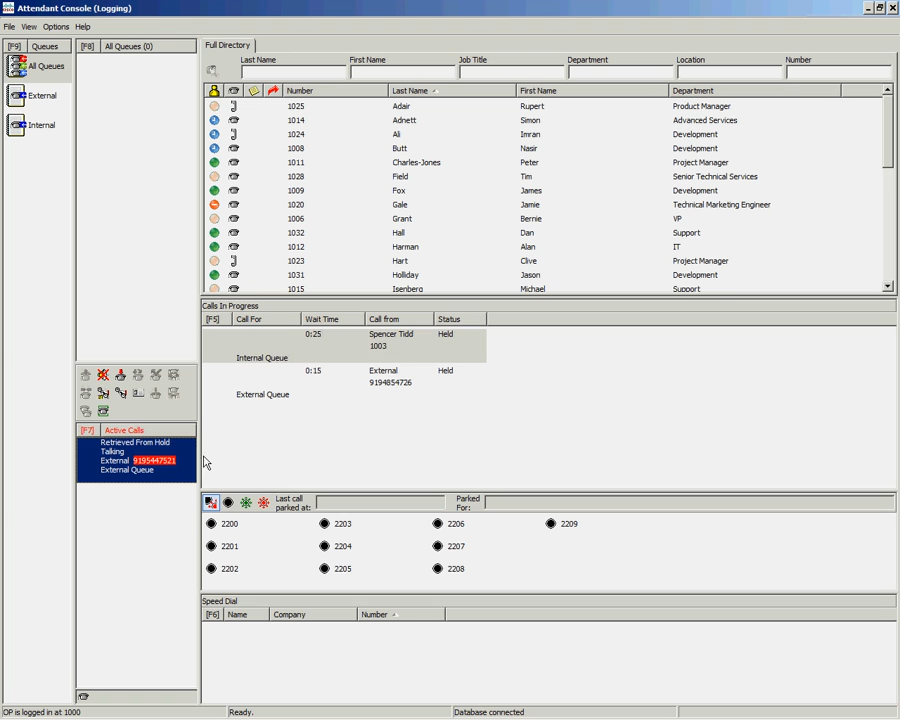 Attendant Console (Logging)
File View Options Help
[F9] Queues
All Queues
External
Internal
[F8] All Queues (0)
Full Directory
Last Name First Name Job Title Department Location Number
Number Last Name First Name Department
1025 Adair Rupert Product Manager
1014 Adnett Simon Advanced Services
1024 Ali Imran Development
1008 Butt Nasir Development
1011 Charles-Jones Peter Project Manager
1028 Field Tim Senior Technical Services
1009 Fox James Development
1020 Gale Jamie Technical Marketing Engineer
1006 Grant Bernie VP
1032 Hall Dan Support
1012 Harman Alan IT
1023 Hart Clive Project Manager
1031 Holliday Jason Development
1015 Isenberg Michael Support
Calls In Progress
[F5] Call For Wait Time Call from Status
0:25 Spencer Tidd Held
1003
Internal Queue
0:15 External Held
9194854726
External Queue
[F7] Active Calls
Retrieved From Hold
Talking
External 9195447521
External Queue
Last call parked at:
Parked For:
2200 2203 2206 2209
2201 2204 2207
2202 2205 2208
Speed Dial
[F6] Name Company Number
OP is logged in at 1000 Ready. Database connected